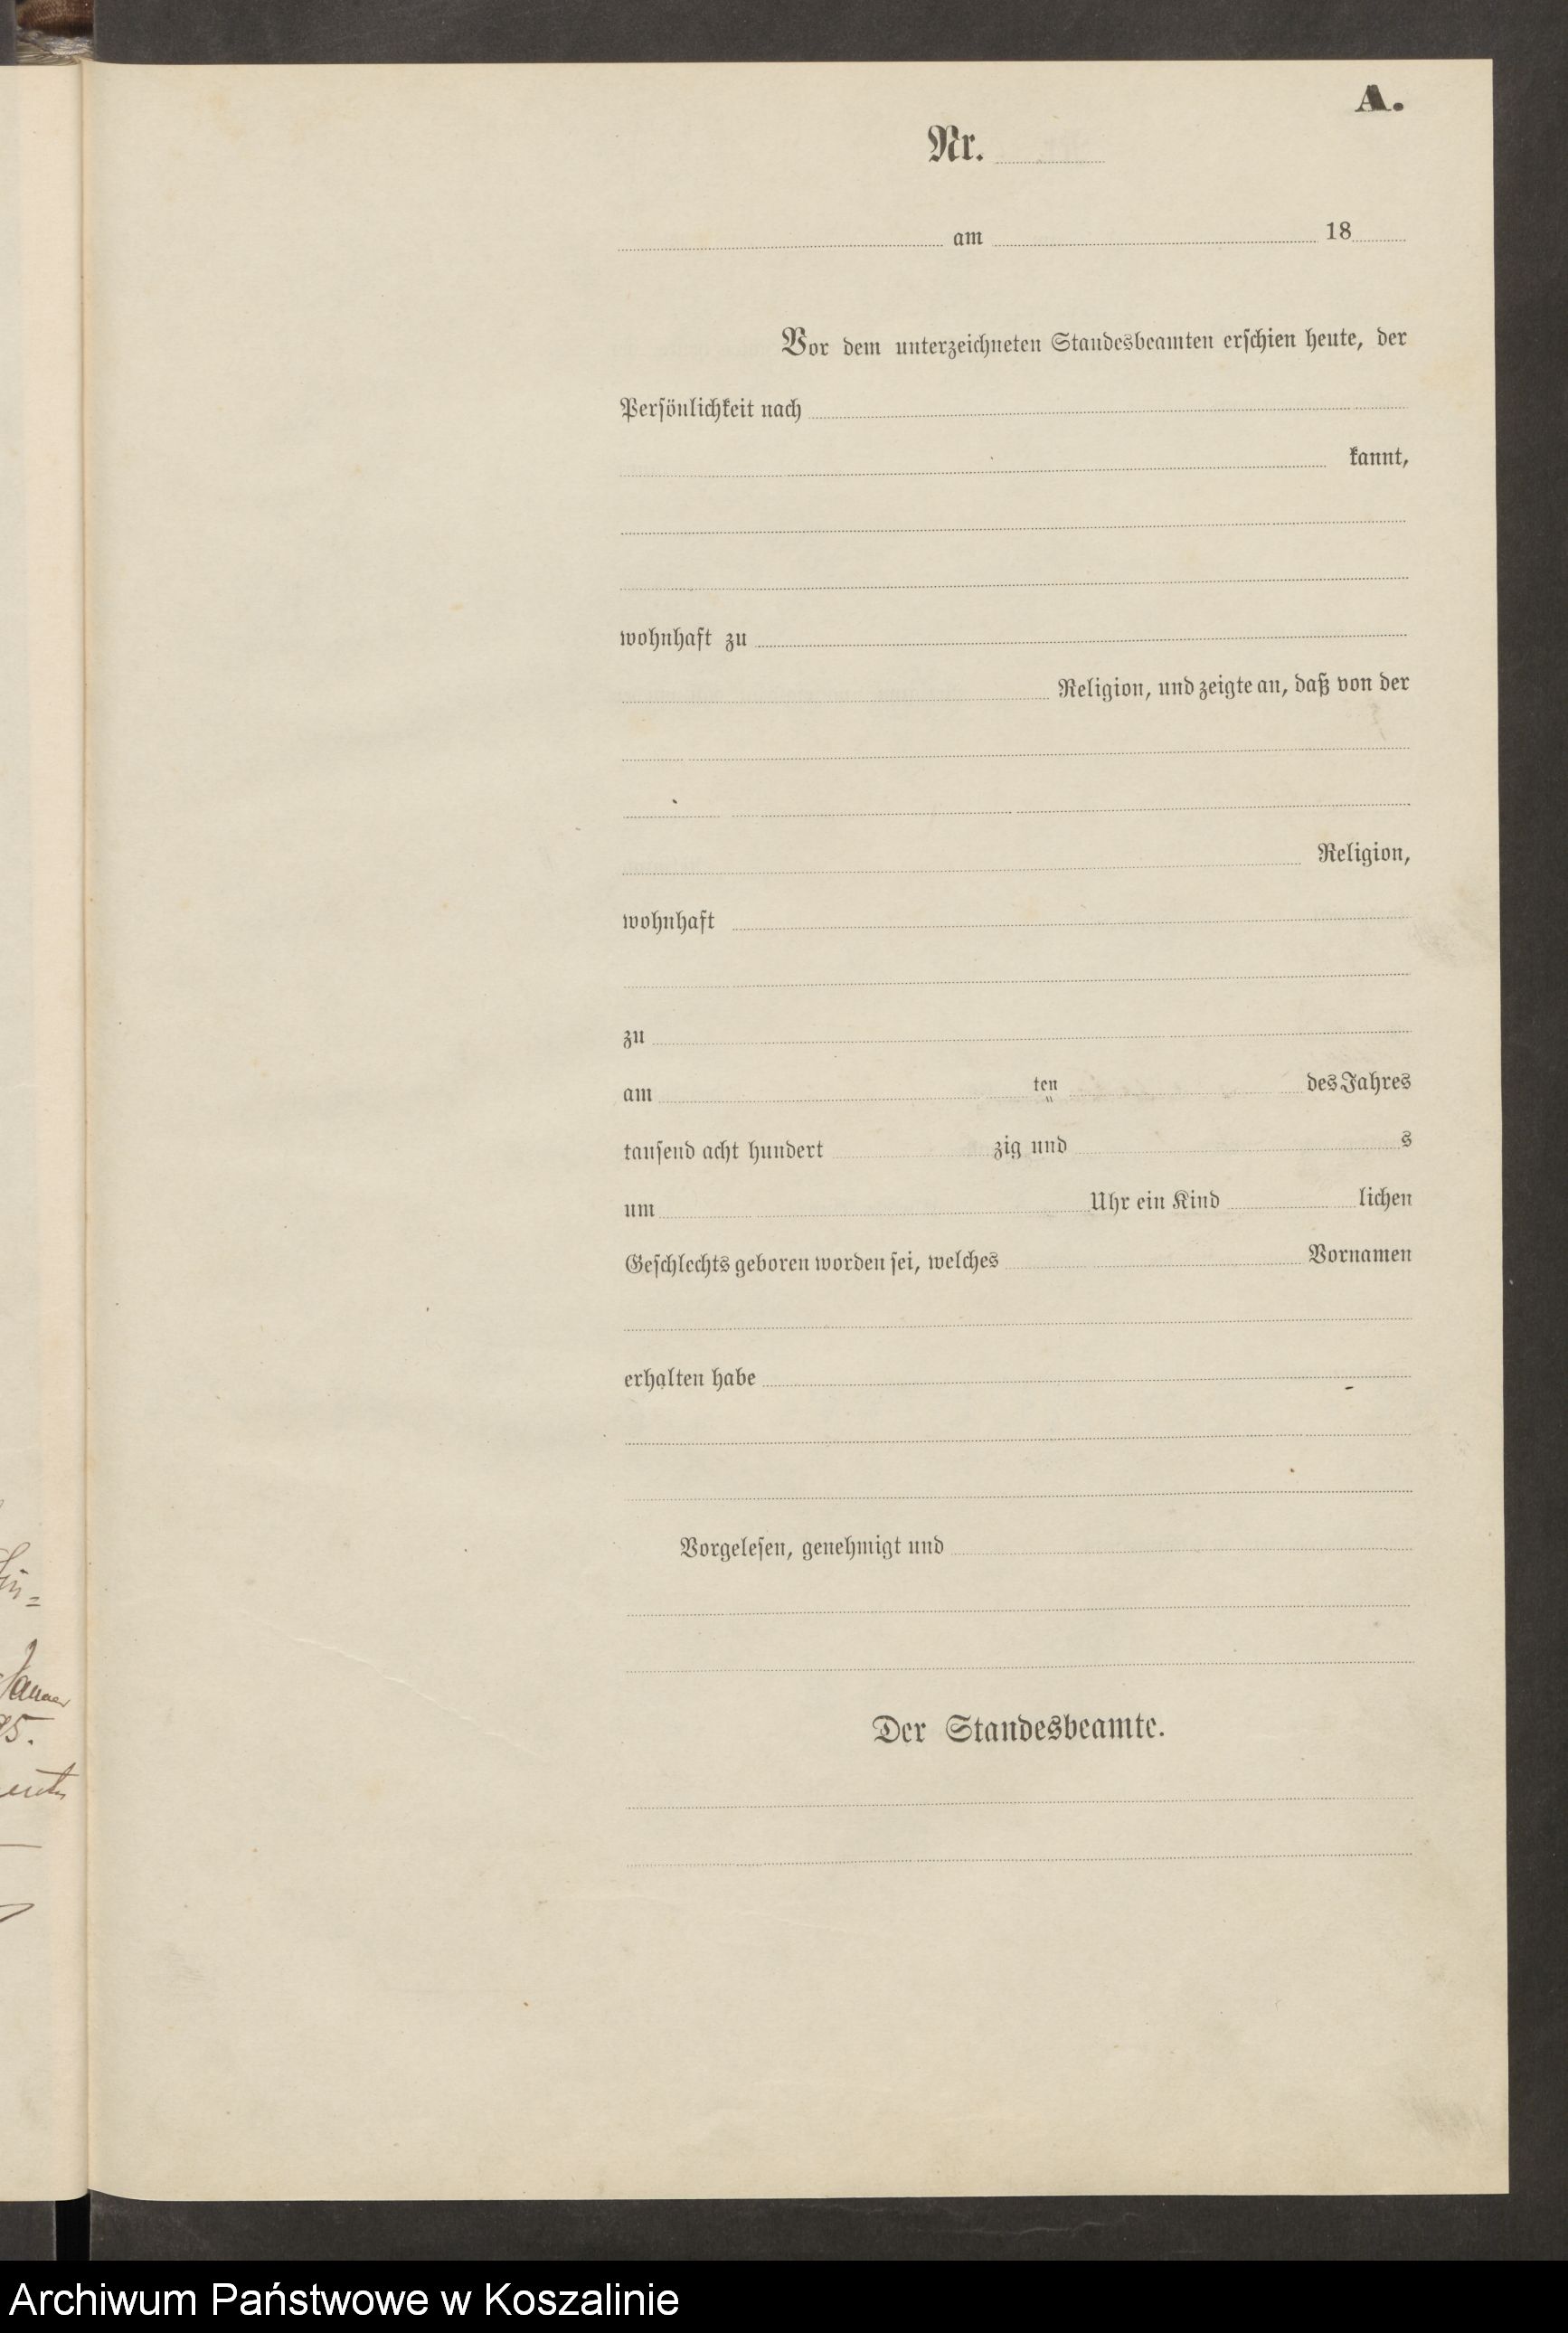 A.
Nr.
am 18
Vor dem unterzeichneten Standesbeamten erschien heute, der
Persönlichkeit nach
kannt,
wohnhaft zu
Religion, und zeigte an, daß von der
Religion,
wohnhaft
zu
am ten des Jahres
tausend acht hundert zig und s
um Uhr ein Kind lichen
Geschlechts geboren worden sei, welches Vornamen
erhalten habe
Vorgelesen, genehmigt und
Der Standesbeamte.
Archiwum Państwowe w Koszalinie